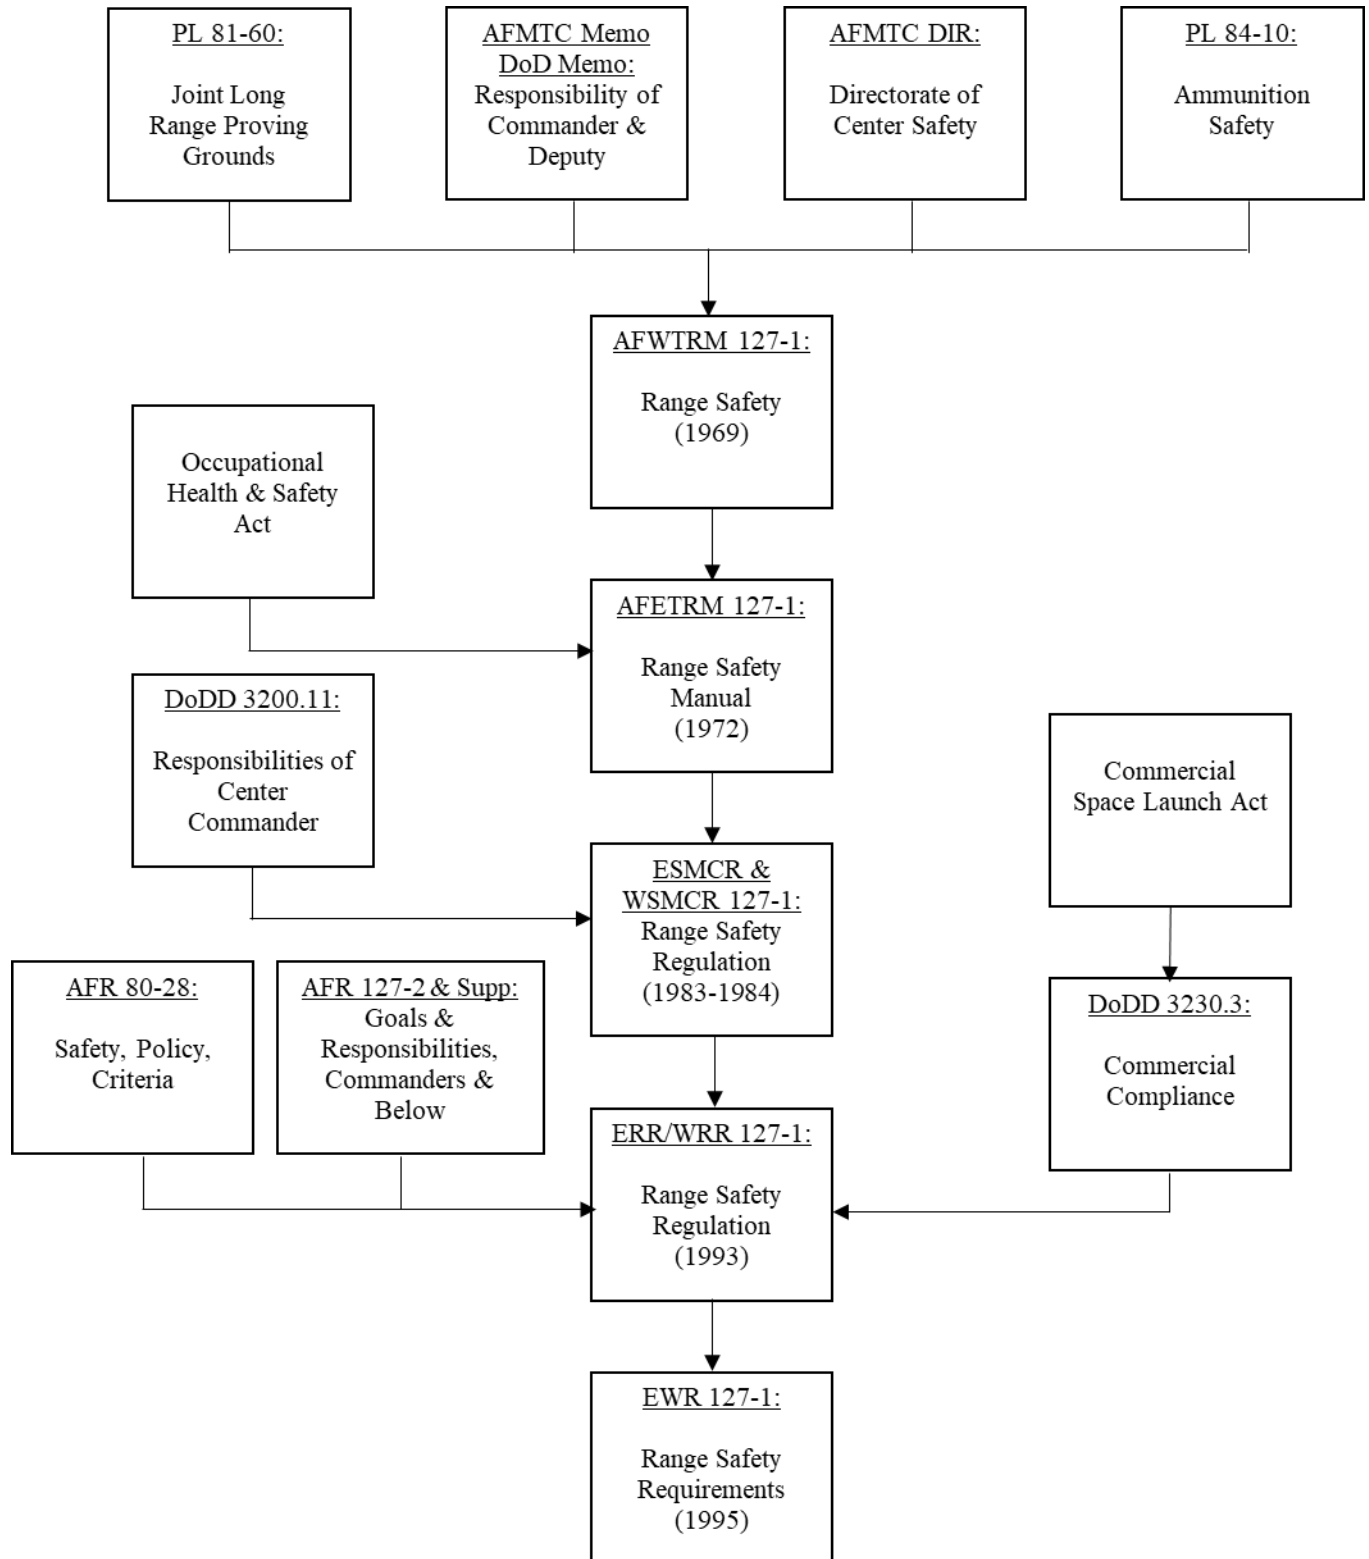 PL 81-60:
Joint Long
Range Proving
Grounds
AFMTC Memo
DoD Memo:
Responsibility of
Commander &
Deputy
AFMTC DIR:
Directorate of
Center Safety
PL 84-10:
Ammunition
Safety
AFWTRM 127-1:
Range Safety
(1969)
Occupational
Health & Safety
Act
AFETRM 127-1:
Range Safety
Manual
(1972)
DoDD 3200.11:
Responsibilities of
Center
Commander
Commercial
Space Launch Act
ESMCR &
WSMCR 127-1:
Range Safety
Regulation
(1983-1984)
AFR 80-28:
Safety, Policy,
Criteria
AFR 127-2 & Supp:
Goals &
Responsibilities,
Commanders &
Below
DoDD 3230.3:
Commercial
Compliance
ERR/WRR 127-1:
Range Safety
Regulation
(1993)
EWR 127-1:
Range Safety
Requirements
(1995)